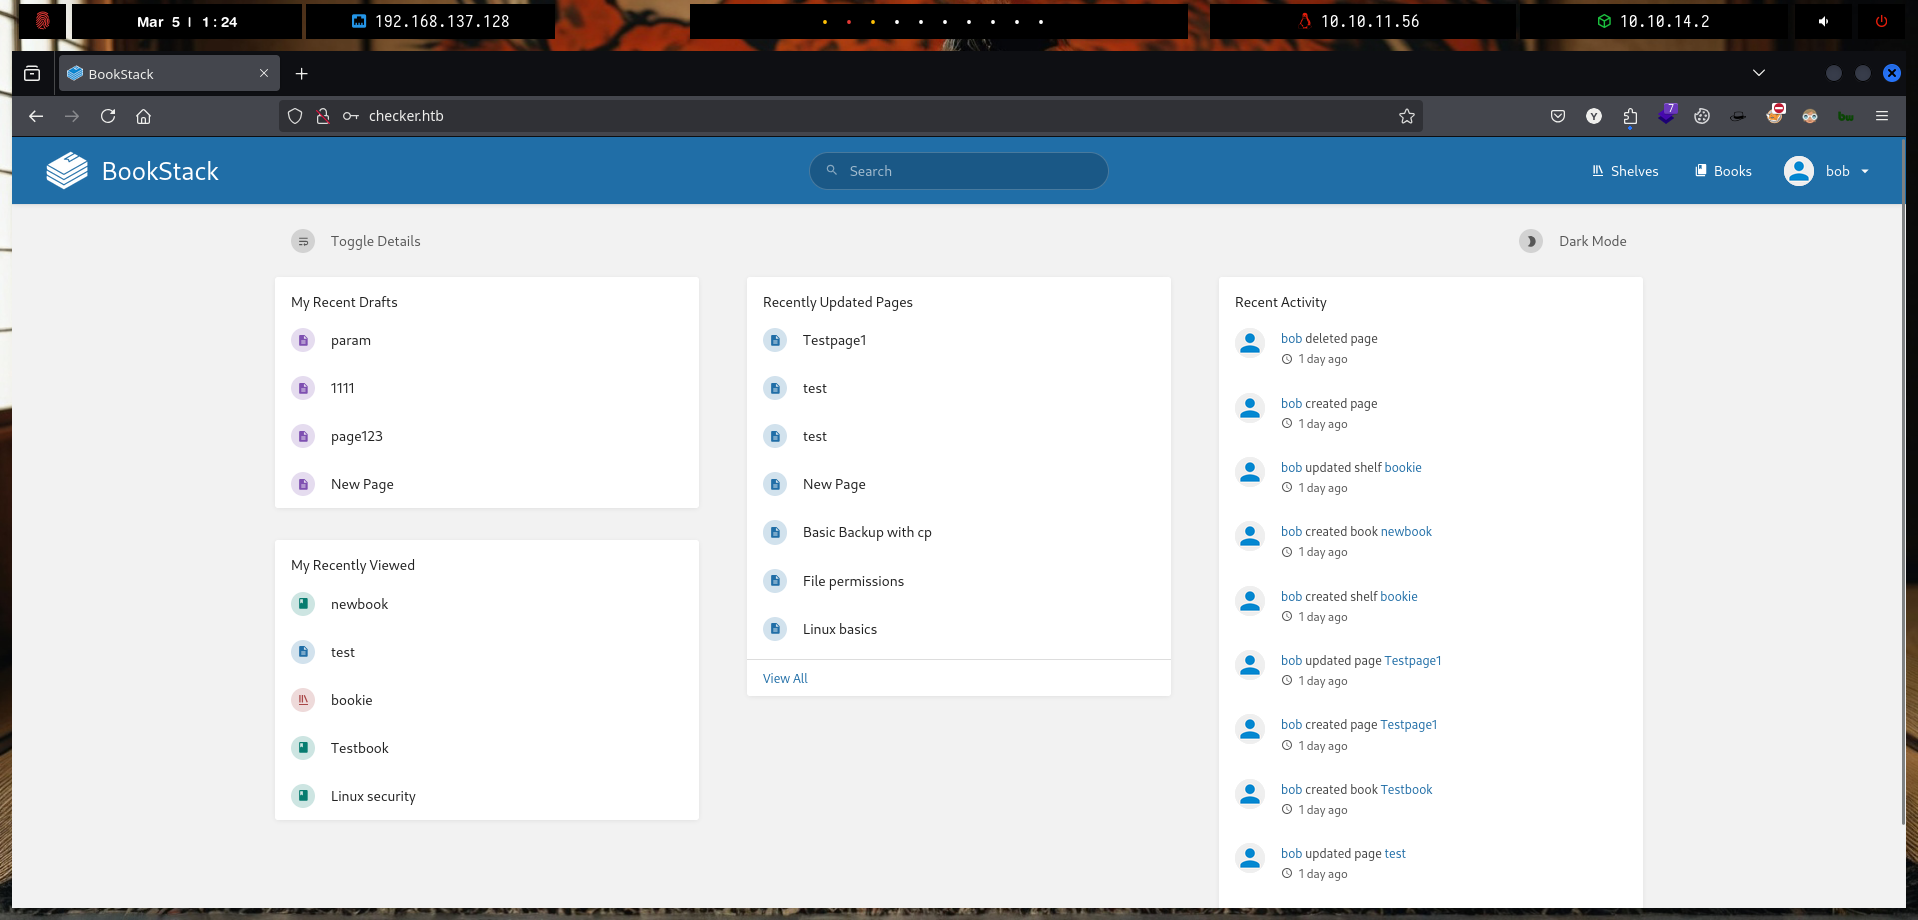 Mar 5 | 1:24
192.168.137.128
10.10.11.56
10.10.14.2
BookStack
7
Y
checker.htb
BookStack
Search
Shelves
Books
bob
Toggle Details
Dark Mode
My Recent Drafts
param
1111
page123
New Page
My Recently Viewed
newbook
test
bookie
Testbook
Linux security
Recently Updated Pages
Testpage1
test
test
New Page
Basic Backup with cp
File permissions
Linux basics
View All
Recent Activity
bob deleted page
1 day ago
bob created page
1 day ago
bob updated shelf bookie
1 day ago
bob created book newbook
1 day ago
bob created shelf bookie
1 day ago
bob updated page Testpage1
1 day ago
bob created page Testpage1
1 day ago
bob created book Testbook
1 day ago
bob updated page test
1 day ago